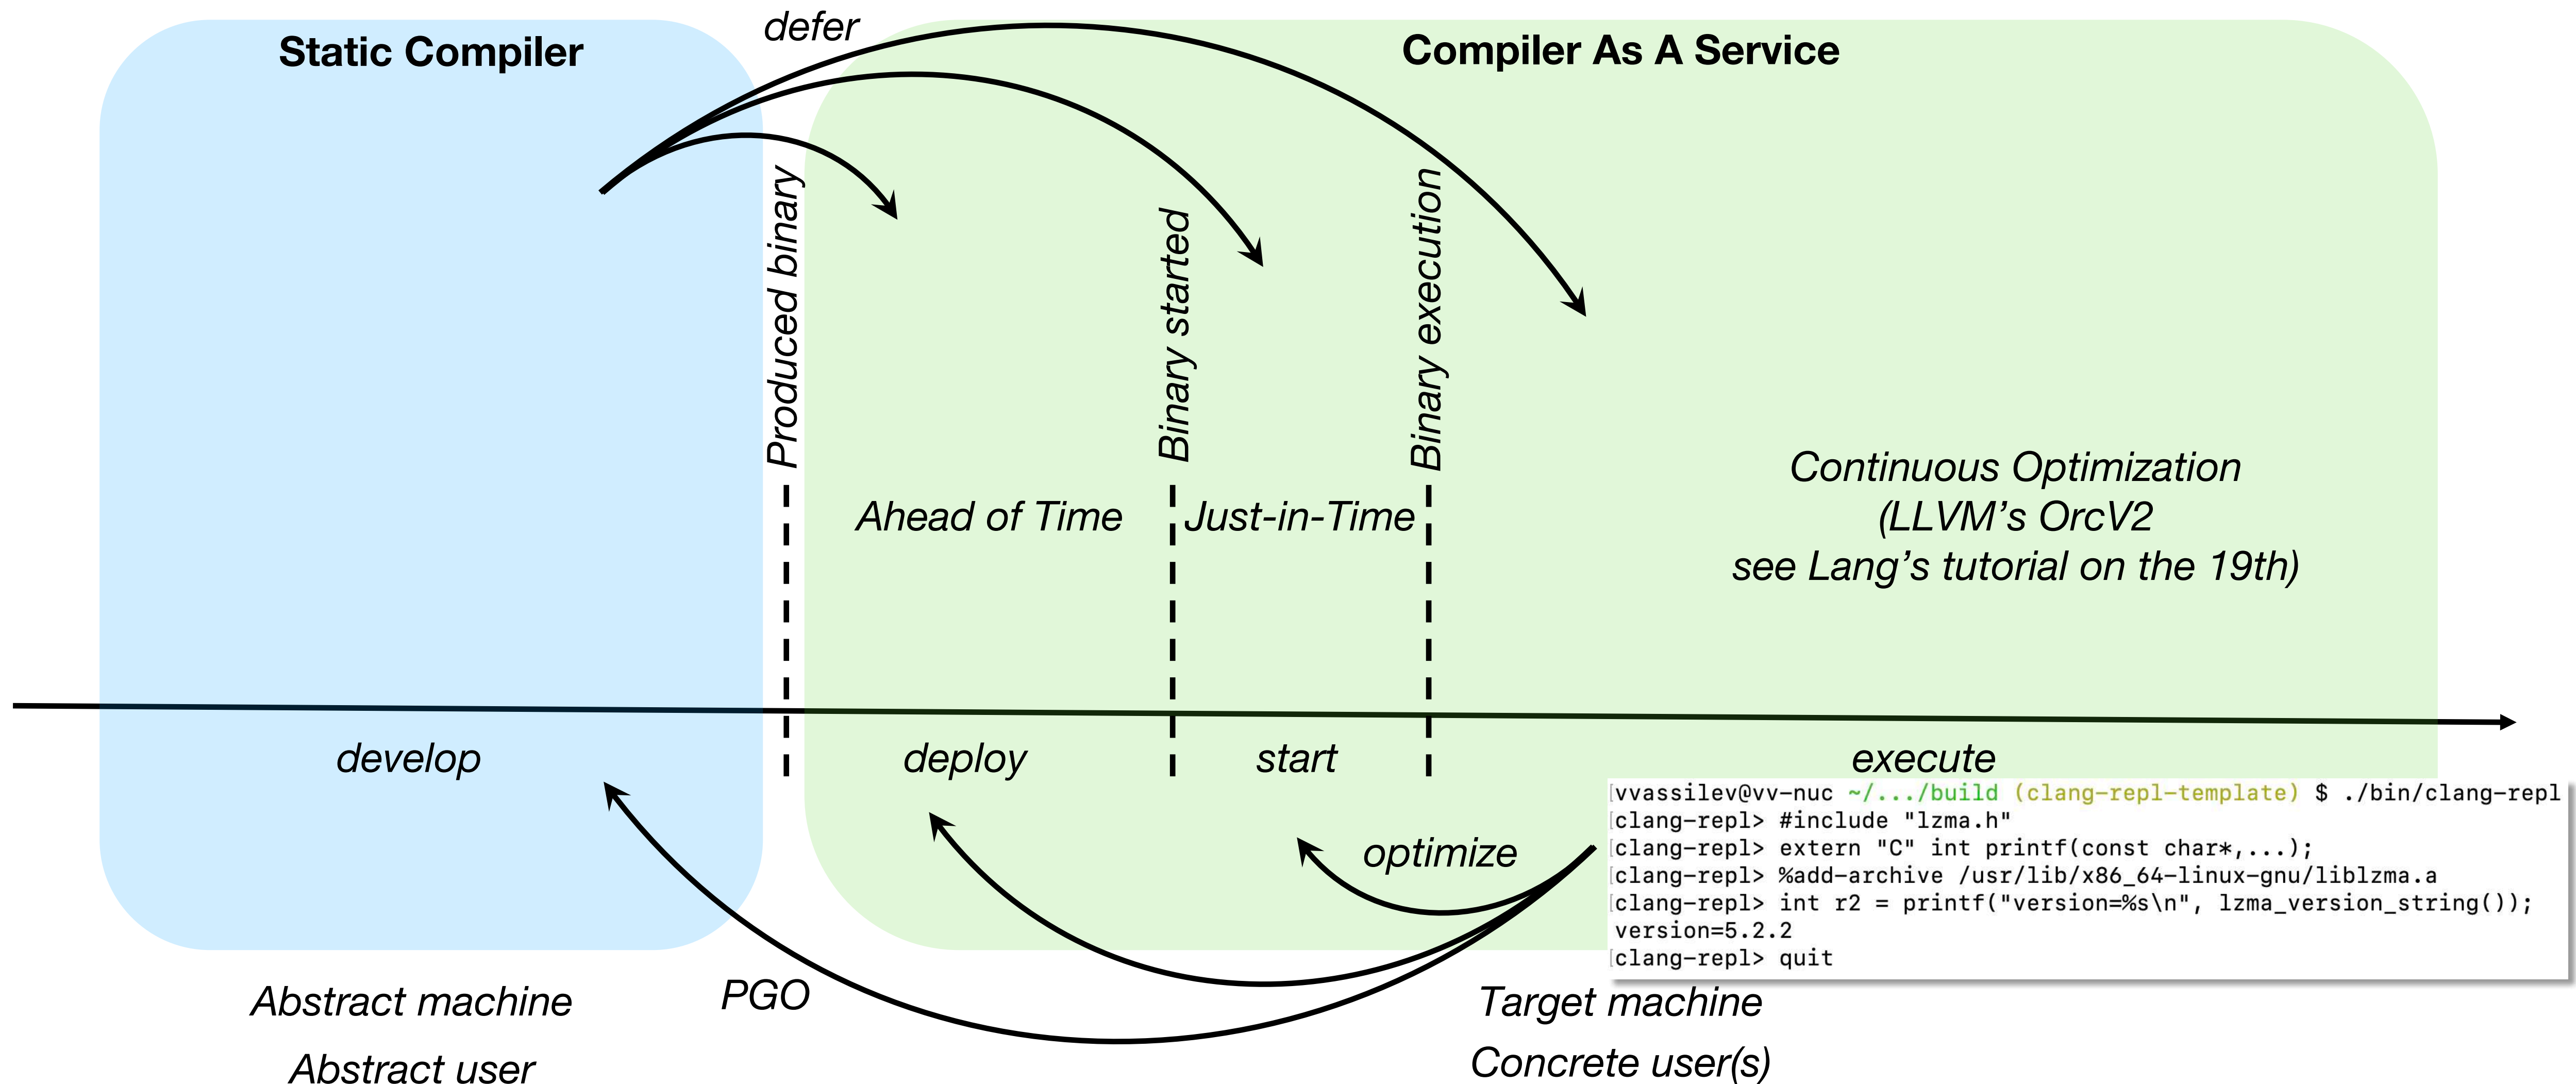 defer
Static Compiler
Compiler As A Service
Produced binary
Binary started
Binary execution
Ahead of Time
Just-in-Time
Continuous Optimization
(LLVM’s OrcV2
see Lang’s tutorial on the 19th)
develop
deploy
start
execute
optimize
PGO
[vvassilev@vv-nuc ~/.../build (clang-repl-template) $ ./bin/clang-repl
[clang-repl> #include "lzma.h"
[clang-repl> extern "C" int printf(const char*,...);
[clang-repl> %add-archive /usr/lib/x86_64-linux-gnu/liblzma.a
[clang-repl> int r2 = printf("version=%s\n", lzma_version_string());
version=5.2.2
[clang-repl> quit
Abstract machine
Abstract user
Target machine
Concrete user(s)